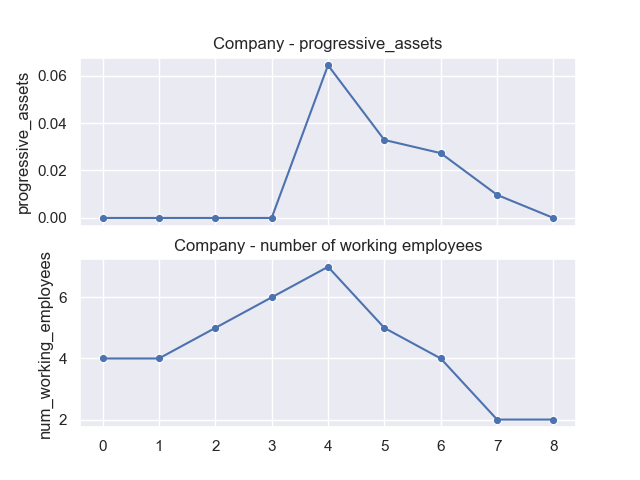 Company - progressive_assets
progressive_assets
0.06
0.04
0.02
0.00
Company - number of working employees
num_working_employees
6
4
2
0 1 2 3 4 5 6 7 8